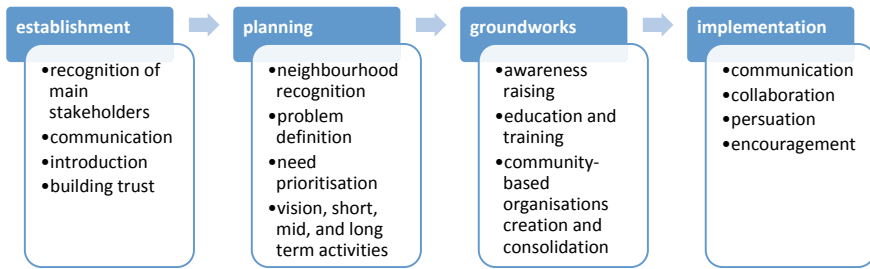 establishment
•recognition of
main
stakeholders
•communication
•introduction
•building trust
planning
•neighbourhood
recognition
•problem
definition
•need
prioritisation
•vision, short,
mid, and long
term activities
groundworks
•awareness
raising
•education and
training
•community-
based
organisations
creation and
consolidation
implementation
•communication
•collaboration
•persuation
•encouragement